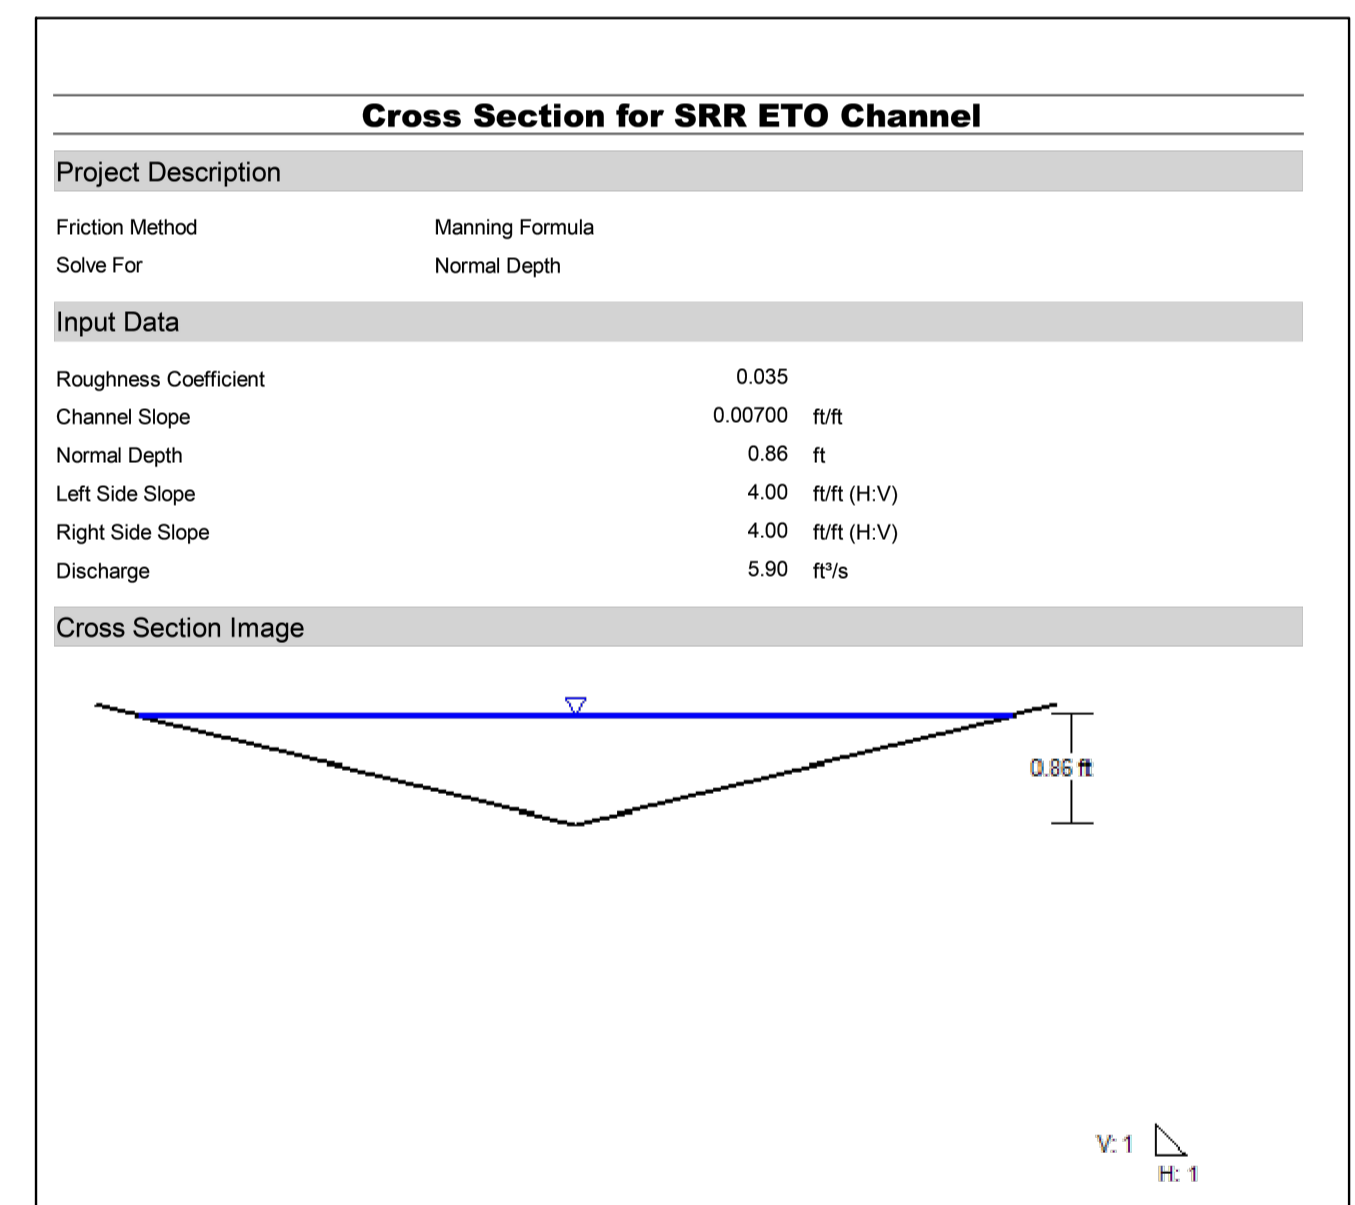 Cross Section for SRR ETO Channel
Project Description
Friction Method Manning Formula
Solve For Normal Depth
Input Data
Roughness Coefficient 0.035
Channel Slope 0.00700 ft/ft
Normal Depth 0.86 ft
Left Side Slope 4.00 ft/ft (H:V)
Right Side Slope 4.00 ft/ft (H:V)
Discharge 5.90 ft³/s
Cross Section Image
0.86 ft
V: 1
H: 1